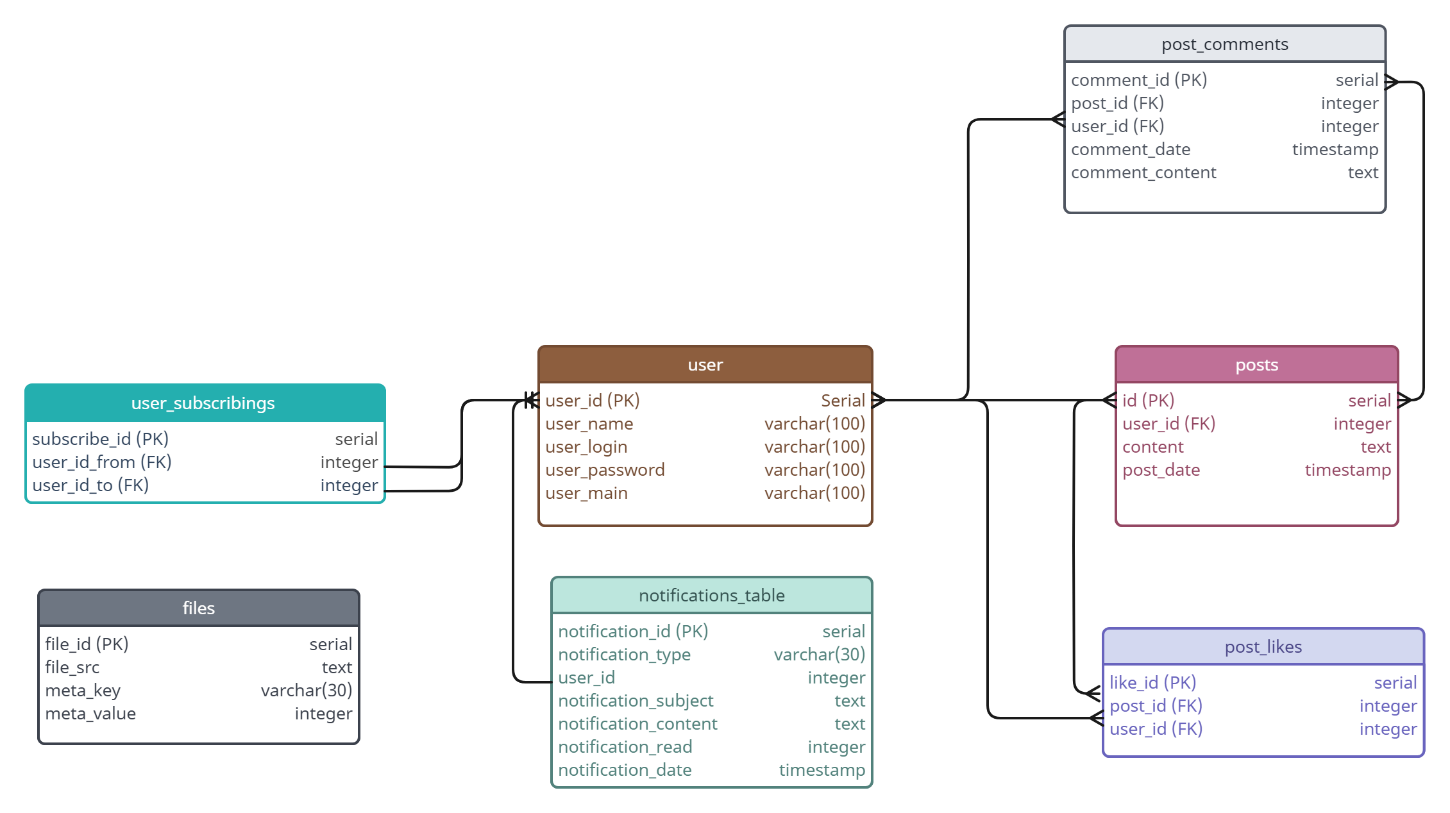 post_comments
comment_id (PK) serial
post_id (FK) integer
user_id (FK) integer
comment_date timestamp
comment_content text
user
user_id (PK) Serial
user_name varchar(100)
user_login varchar(100)
user_password varchar(100)
user_main varchar(100)
posts
id (PK) serial
user_id (FK) integer
content text
post_date timestamp
user_subscribings
subscribe_id (PK) serial
user_id_from (FK) integer
user_id_to (FK) integer
files
file_id (PK) serial
file_src text
meta_key varchar(30)
meta_value integer
notifications_table
notification_id (PK) serial
notification_type varchar(30)
user_id integer
notification_subject text
notification_content text
notification_read integer
notification_date timestamp
post_likes
like_id (PK) serial
post_id (FK) integer
user_id (FK) integer